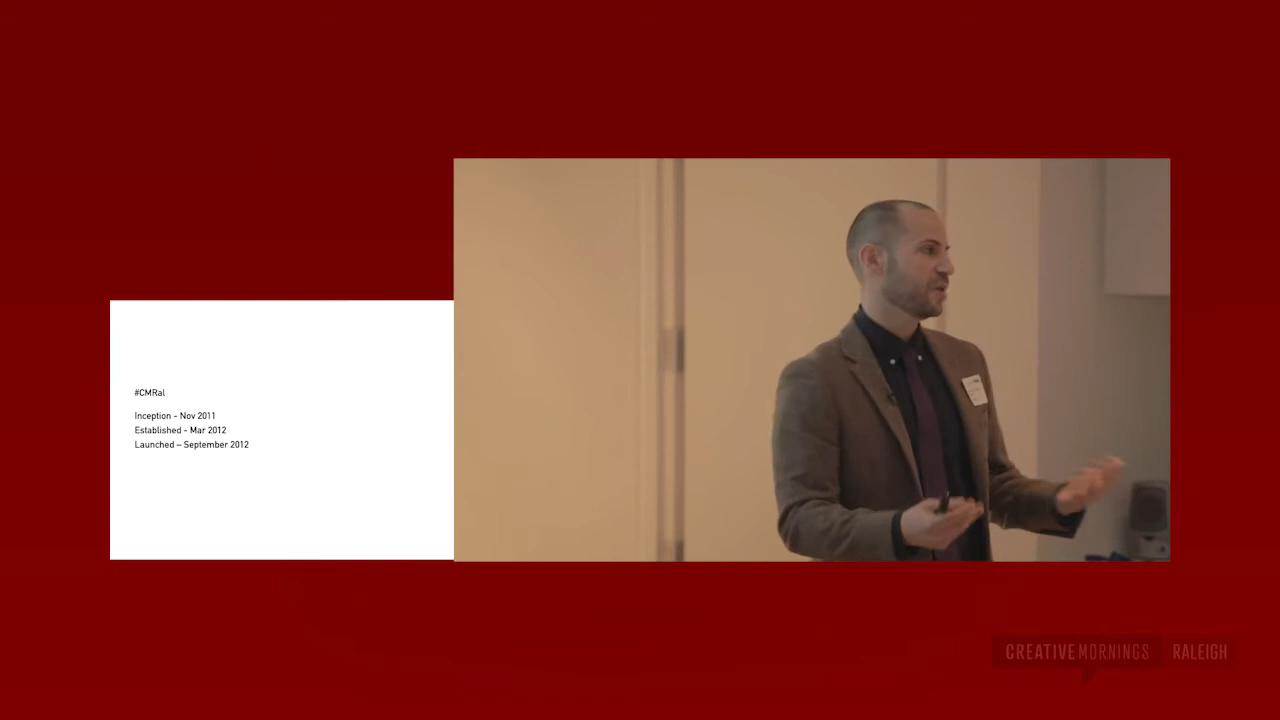 #CMRal
Inception - Nov 2011
Established - Mar 2012
Launched – September 2012
CREATIVEMORNINGS RALEIGH